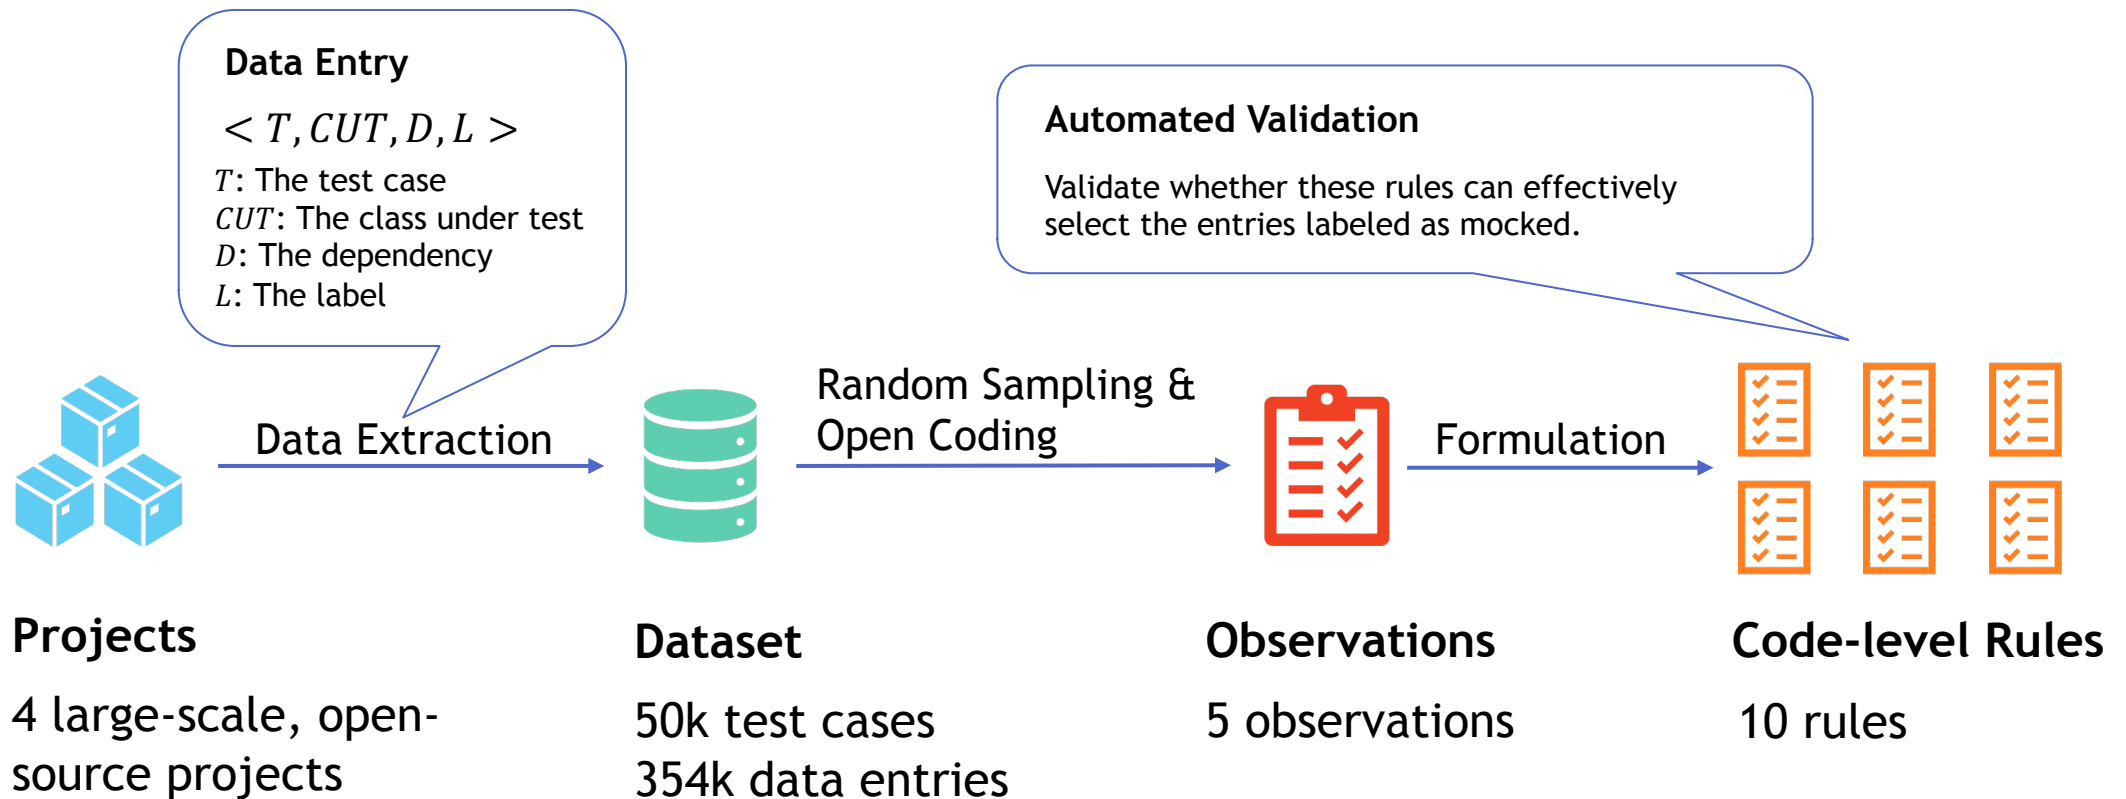 Data Entry
< T, CUT, D, L >
T: The test case
CUT: The class under test
D: The dependency
L: The label
Automated Validation
Validate whether these rules can effectively
select the entries labeled as mocked.
Data Extraction
Random Sampling &
Open Coding
Formulation
Projects
4 large-scale, open-
source projects
Dataset
50k test cases
354k data entries
Observations
5 observations
Code-level Rules
10 rules